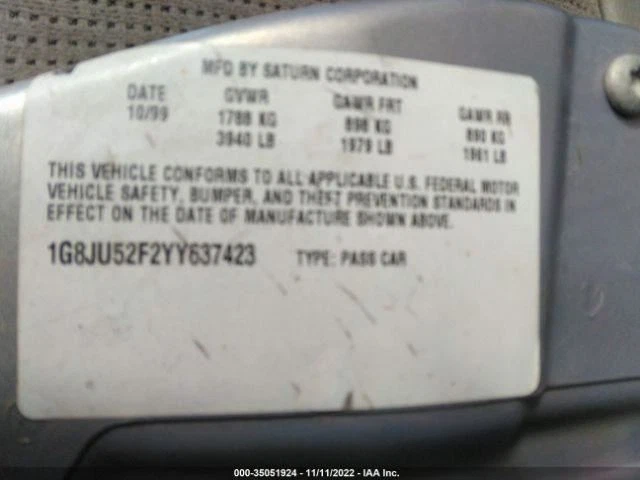 MFD BY SATURN CORPORATION
DATE GVWR GAWR FRT GAWR RR
10/99 1788 KG 898 KG 890 KG
3940 LB 1979 LB 1961 LB
THIS VEHICLE CONFORMS TO ALL APPLICABLE U.S. FEDERAL MOTOR
VEHICLE SAFETY, BUMPER, AND THEFT PREVENTION STANDARDS IN
EFFECT ON THE DATE OF MANUFACTURE SHOWN ABOVE.
1G8JU52F2YY637423 TYPE: PASS CAR
000-35051924 - 11/11/2022 - IAA Inc.